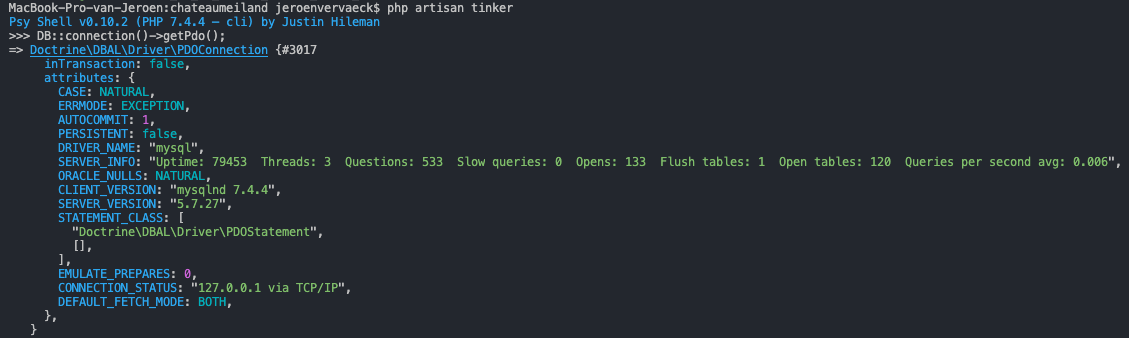 MacBook-Pro-van-Jeroen:chateaumeiland jeroenvervaeck$ php artisan tinker
Psy Shell v0.10.2 (PHP 7.4.4 — cli) by Justin Hileman
>>> DB::connection()->getPdo();
=> Doctrine\DBAL\Driver\PDOConnection {#3017
     inTransaction: false,
     attributes: {
       CASE: NATURAL,
       ERRMODE: EXCEPTION,
       AUTOCOMMIT: 1,
       PERSISTENT: false,
       DRIVER_NAME: "mysql",
       SERVER_INFO: "Uptime: 79453  Threads: 3  Questions: 533  Slow queries: 0  Opens: 133  Flush tables: 1  Open tables: 120  Queries per second avg: 0.006",
       ORACLE_NULLS: NATURAL,
       CLIENT_VERSION: "mysqlnd 7.4.4",
       SERVER_VERSION: "5.7.27",
       STATEMENT_CLASS: [
         "Doctrine\DBAL\Driver\PDOStatement",
         [],
       ],
       EMULATE_PREPARES: 0,
       CONNECTION_STATUS: "127.0.0.1 via TCP/IP",
       DEFAULT_FETCH_MODE: BOTH,
     },
   }